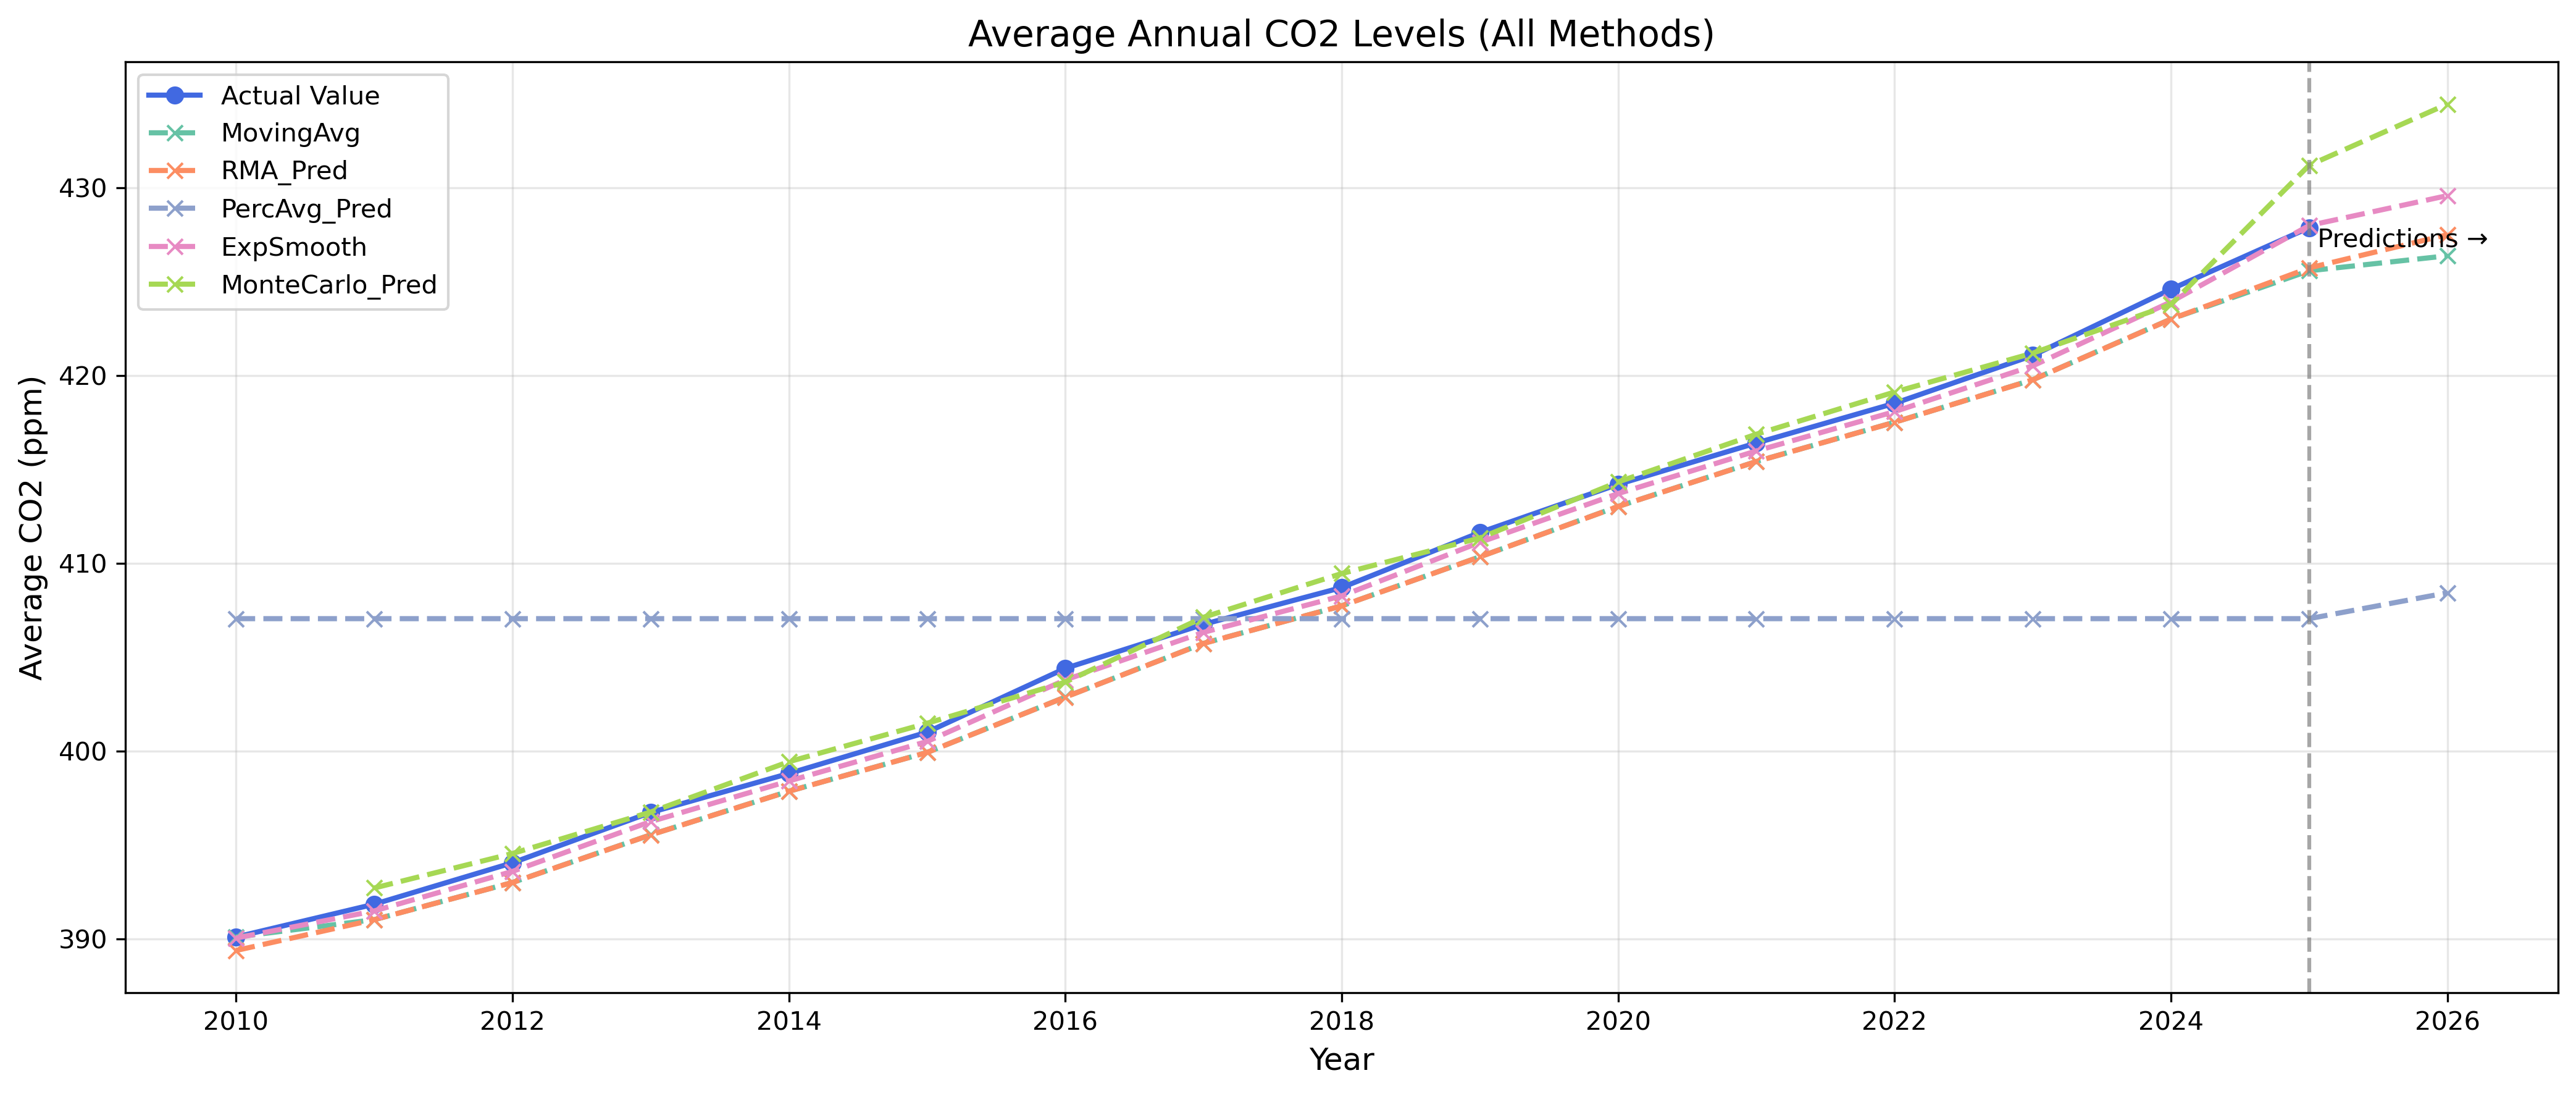 Average Annual CO2 Levels (All Methods)
Actual Value
MovingAvg
RMA_Pred
PercAvg_Pred
ExpSmooth
MonteCarlo_Pred
Predictions →
Average CO2 (ppm)
430
420
410
400
390
2010 2012 2014 2016 2018 2020 2022 2024 2026
Year